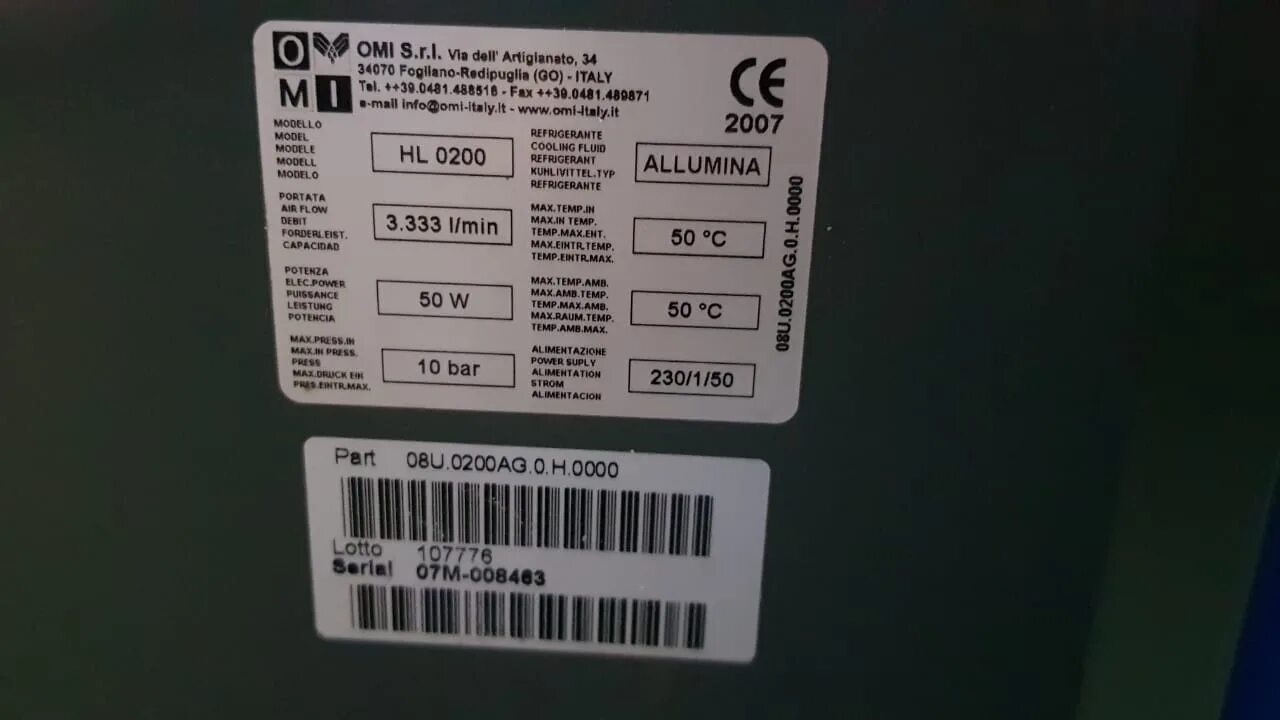 O
M I
OMI S.r.l. Via dell' Artigianato, 34
34070 Fogliano-Redipuglia (GO) - ITALY
Tel. ++39.0481.488516 - Fax ++39.0481.489871
e-mail info@omi-italy.it - www.omi-italy.it
CE
2007
MODELLO
MODEL
MODELE
MODELL
MODELO
HL 0200
REFRIGERANTE
COOLING FLUID
REFRIGERANT
KUHLIVITTEL.TYP
REFRIGERANTE
ALLUMINA
PORTATA
AIR FLOW
DEBIT
FORDERLEIST.
CAPACIDAD
3.333 l/min
MAX.TEMP.IN
MAX.IN TEMP.
TEMP.MAX.ENT.
MAX.EINTR.TEMP.
TEMP.EINTR.MAX.
50 °C
POTENZA
ELEC.POWER
PUISSANCE
LEISTUNG
POTENCIA
50 W
MAX.TEMP.AMB.
MAX.AMB.TEMP.
TEMP.MAX.AMB.
MAX.RAUM.TEMP.
TEMP.AMB.MAX.
50 °C
MAX.PRESS.IN
MAX.IN PRESS.
PRESS
MAX.DRUCK EIN
PRES.EINTR.MAX.
10 bar
ALIMENTAZIONE
POWER SUPLY
ALIMENTATION
STROM
ALIMENTACION
230/1/50
08U.0200AG.0.H.0000
Part 08U.0200AG.0.H.0000
Lotto 107776
Serial 07M-008463